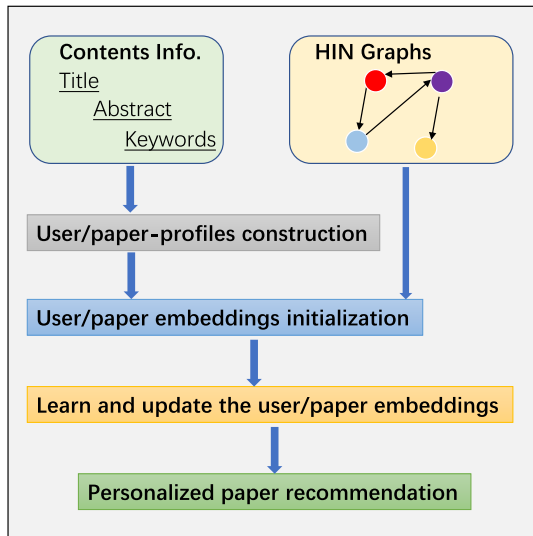 Contents Info.
Title
Abstract
Keywords
HIN Graphs
User/paper-profiles construction
User/paper embeddings initialization
Learn and update the user/paper embeddings
Personalized paper recommendation